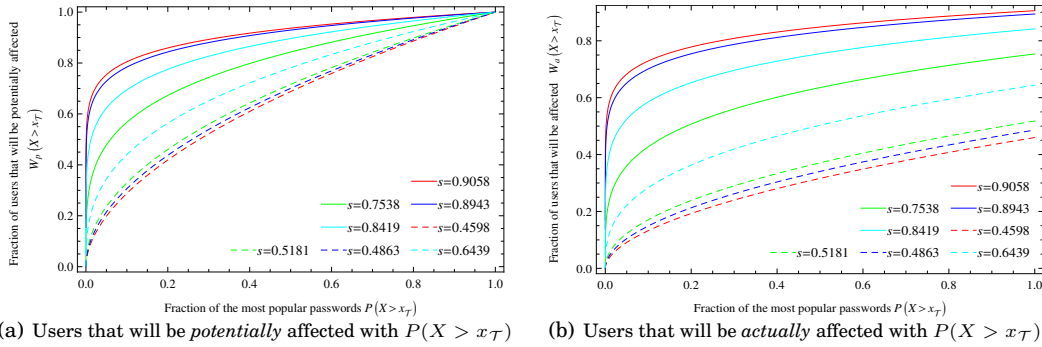 Fraction of users that will be potentially affected
W_p(X > x_𝒯)
1.0
0.8
0.6
0.4
0.2
0.0
s=0.9058
s=0.7538 s=0.8943
s=0.8419 s=0.4598
s=0.5181 s=0.4863 s=0.6439
0.0 0.2 0.4 0.6 0.8 1.0
Fraction of the most popular passwords P(X > x_𝒯)
(a) Users that will be potentially affected with P(X > x_𝒯)
Fraction of users that will be affected W_a(X > x_𝒯)
0.8
0.6
0.4
0.2
0.0
s=0.9058
s=0.7538 s=0.8943
s=0.8419 s=0.4598
s=0.5181 s=0.4863 s=0.6439
0.0 0.2 0.4 0.6 0.8 1.0
Fraction of the most popular passwords P(X > x_𝒯)
(b) Users that will be actually affected with P(X > x_𝒯)